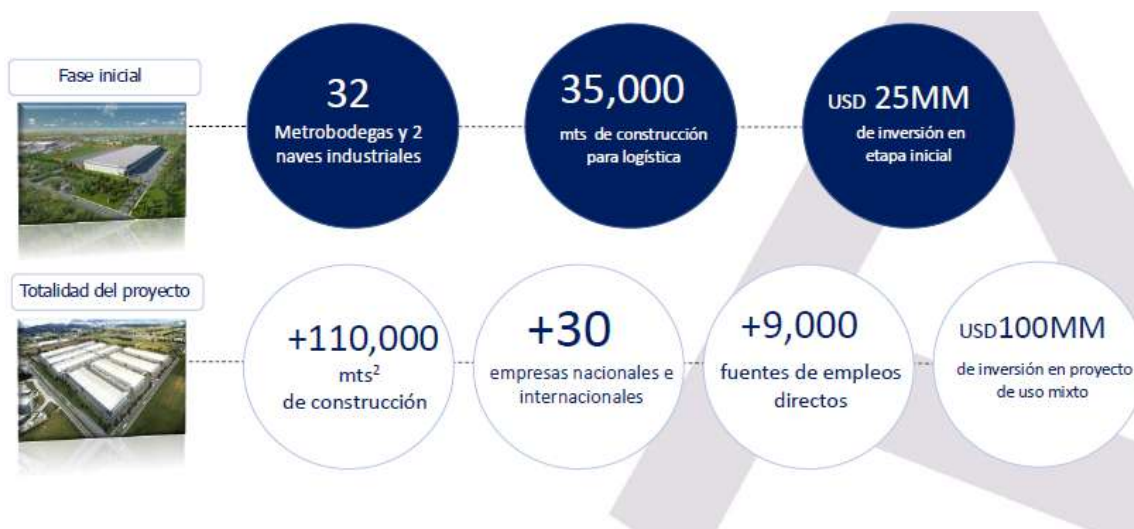 Fase inicial
32
Metrobodegas y 2
naves industriales
35,000
mts de construcción
para logística
USD 25MM
de inversión en
etapa inicial
Totalidad del proyecto
+110,000
mts²
de construcción
+30
empresas nacionales e
internacionales
+9,000
fuentes de empleos
directos
USD100MM
de inversión en proyecto
de uso mixto